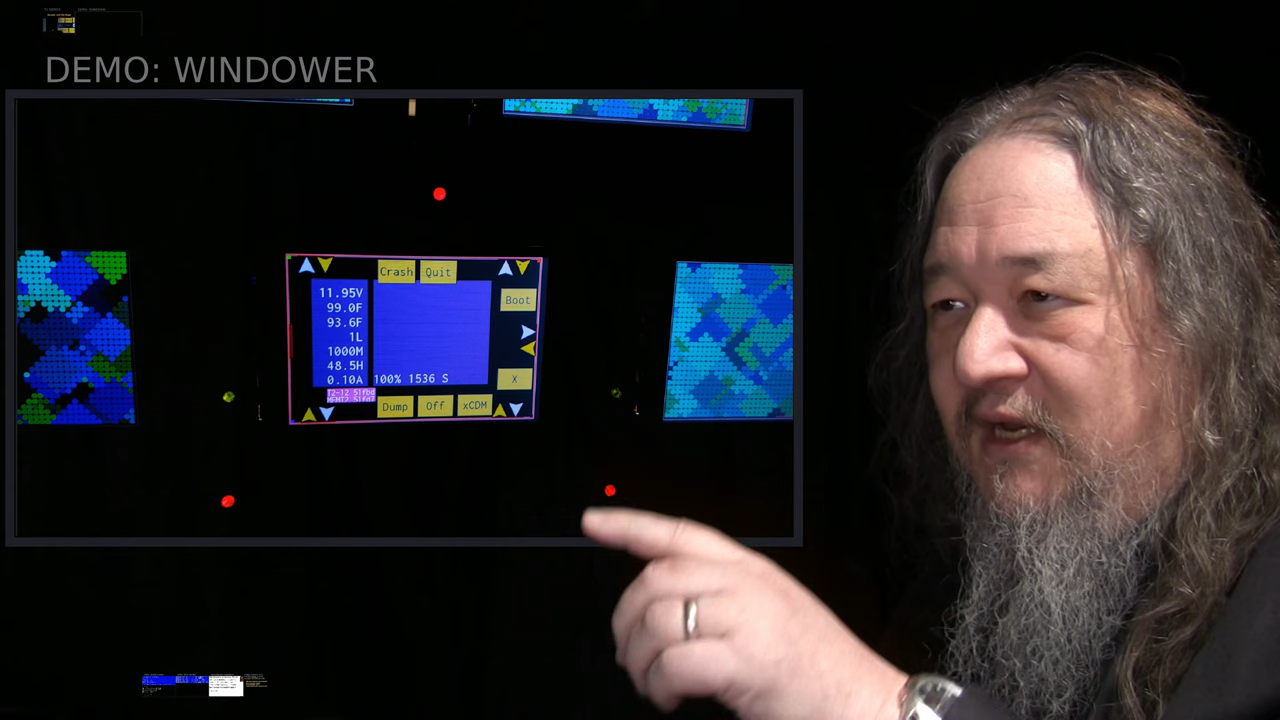 DEMO: WINDOWER
Crash Quit
11.95V
99.0F
93.6F
1L
1000M
48.5H
0.10A 100% 1536 S
Boot
X
Dump Off xCDM